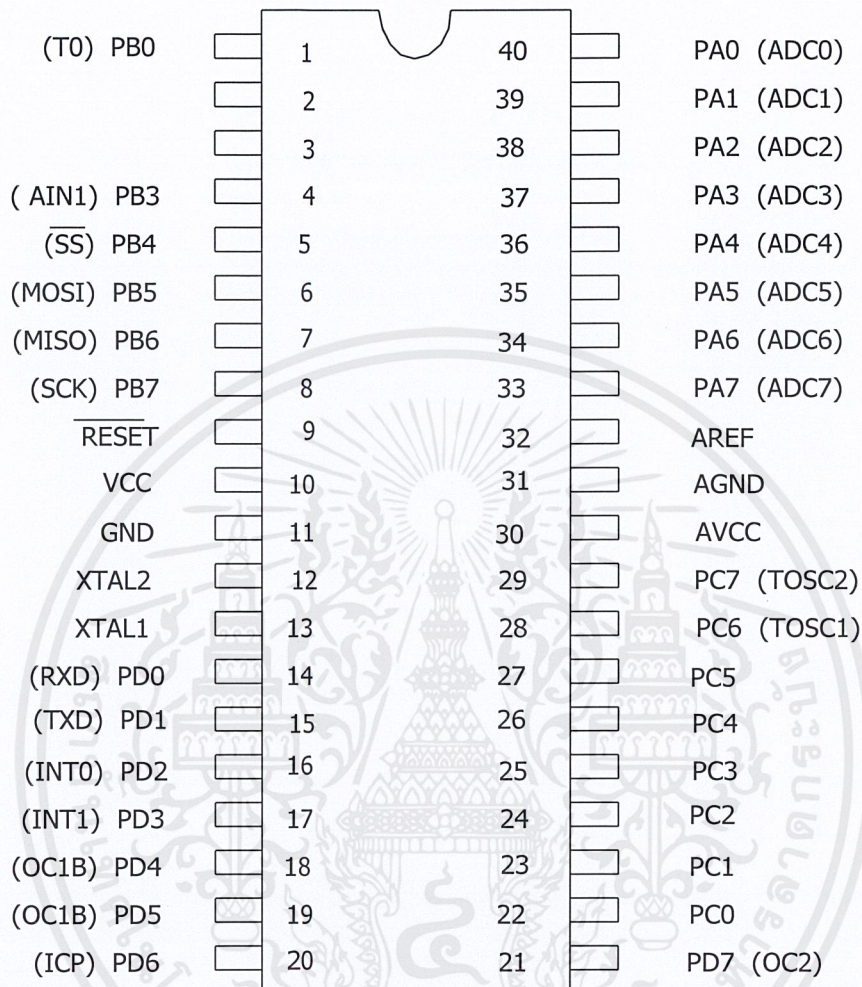 (T0) PB0 1 40 PA0 (ADC0)
2 39 PA1 (ADC1)
3 38 PA2 (ADC2)
( AIN1) PB3 4 37 PA3 (ADC3)
(SS) PB4 5 36 PA4 (ADC4)
(MOSI) PB5 6 35 PA5 (ADC5)
(MISO) PB6 7 34 PA6 (ADC6)
(SCK) PB7 8 33 PA7 (ADC7)
RESET 9 32 AREF
VCC 10 31 AGND
GND 11 30 AVCC
XTAL2 12 29 PC7 (TOSC2)
XTAL1 13 28 PC6 (TOSC1)
(RXD) PD0 14 27 PC5
(TXD) PD1 15 26 PC4
(INT0) PD2 16 25 PC3
(INT1) PD3 17 24 PC2
(OC1B) PD4 18 23 PC1
(OC1B) PD5 19 22 PC0
(ICP) PD6 20 21 PD7 (OC2)